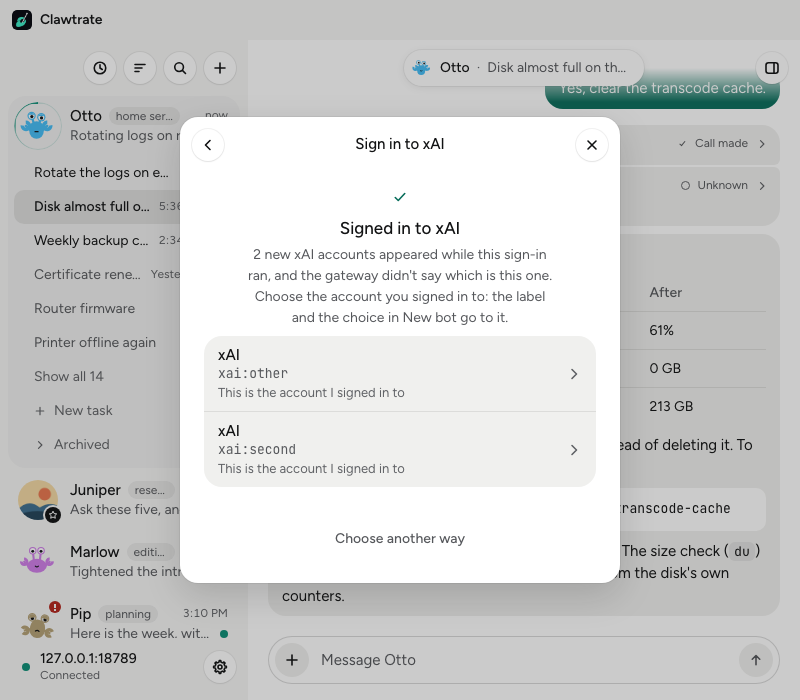 Clawtrate
Otto · Disk almost full on th...
Yes, clear the transcode cache.
Otto home ser... now
Rotating logs on
Rotate the logs on e...
Disk almost full o... 5:36
Weekly backup c... 2:34
Certificate rene... Yeste
Router firmware
Printer offline again
Show all 14
New task
Archived
Juniper rese...
Ask these five, an
Marlow editi...
Tightened the intr
Pip planning 3:10 PM
Here is the week. wit...
127.0.0.1:18789
Connected
Sign in to xAI
Signed in to xAI
2 new xAI accounts appeared while this sign-in
ran, and the gateway didn't say which is this one.
Choose the account you signed in to: the label
and the choice in New bot go to it.
xAI
xai:other
This is the account I signed in to
xAI
xai:second
This is the account I signed in to
Choose another way
Call made
Unknown
After
61%
0 GB
213 GB
ead of deleting it. To
transcode-cache
The size check (du)
m the disk's own
counters.
Message Otto